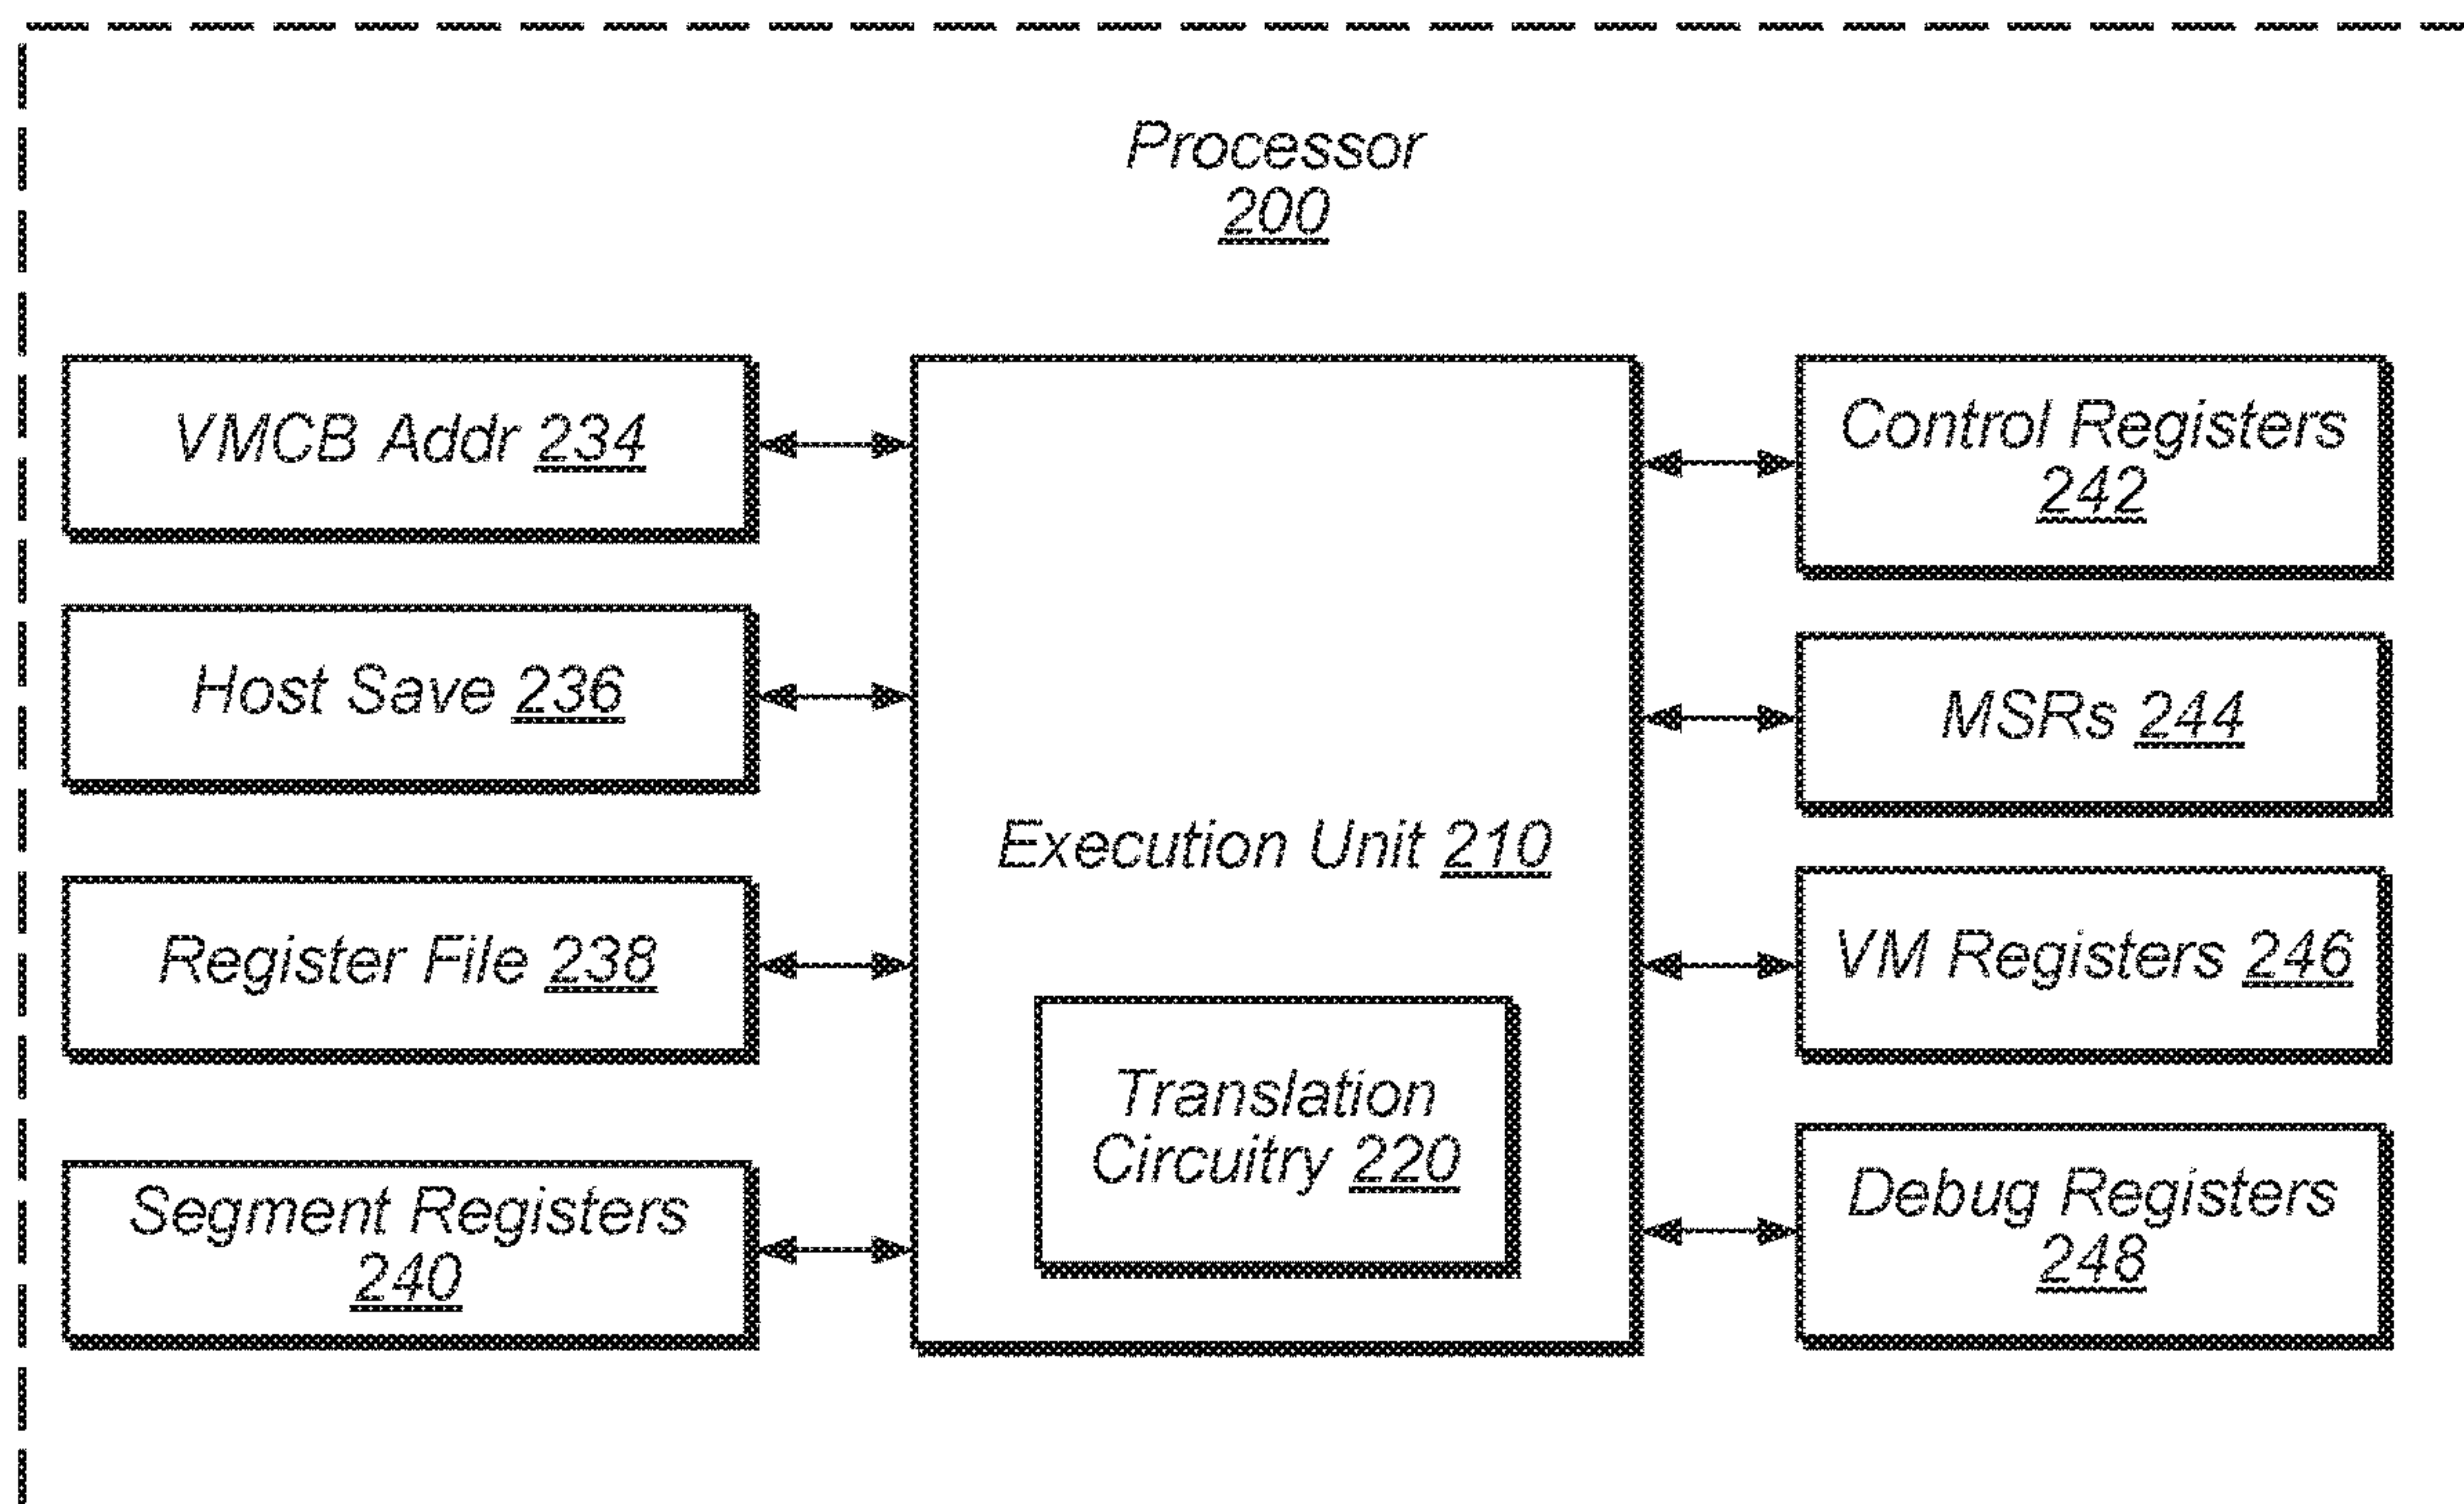 Processor
200
VMCB Addr 234
Host Save 236
Register File 238
Segment Registers
240
Execution Unit 210
Translation
Circuitry 220
Control Registers
242
MSRs 244
VM Registers 246
Debug Registers
248